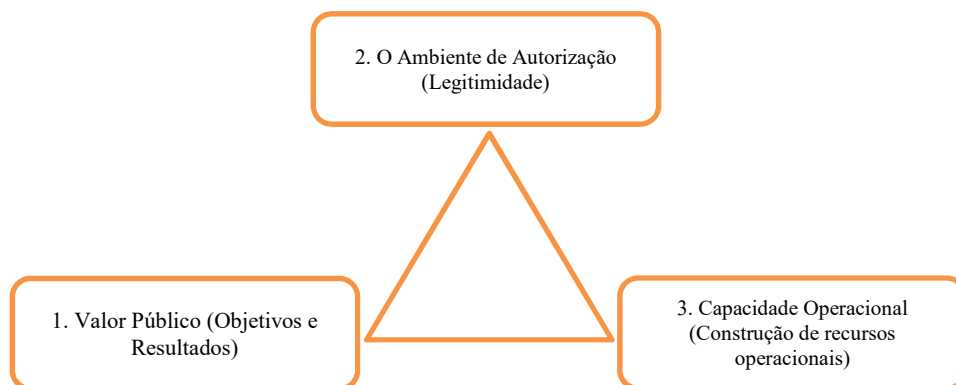 2. O Ambiente de Autorização
(Legitimidade)
1. Valor Público (Objetivos e
Resultados)
3. Capacidade Operacional
(Construção de recursos
operacionais)